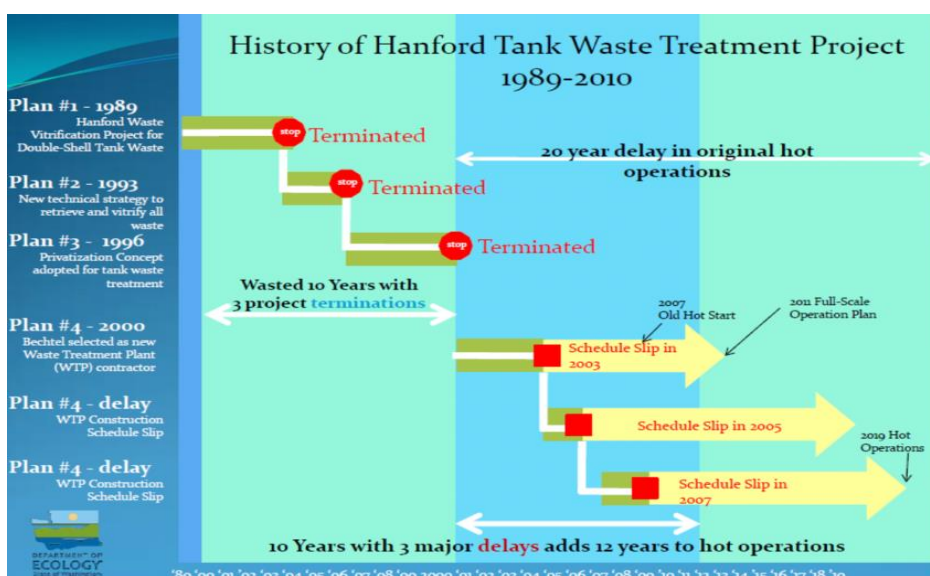 History of Hanford Tank Waste Treatment Project
1989-2010
Plan #1 - 1989
Hanford Waste
Vitrification Project for
Double-Shell Tank Waste
stop
Terminated
20 year delay in original hot
operations
Plan #2 - 1993
New technical strategy to
retrieve and vitrify all
waste
stop
Terminated
Plan #3 - 1996
Privatization Concept
adopted for tank waste
treatment
stop
Terminated
Wasted 10 Years with
3 project terminations
2007
Old Hot Start
2011 Full-Scale
Operation Plan
Plan #4 - 2000
Bechtel selected as new
Waste Treatment Plant
(WTP) contractor
Schedule Slip in
2003
Plan #4 - delay
WTP Construction
Schedule Slip
Schedule Slip in 2005
2019 Hot
Operations
Plan #4 - delay
WTP Construction
Schedule Slip
Schedule Slip in
2007
10 Years with 3 major delays adds 12 years to hot operations
DEPARTMENT OF
ECOLOGY